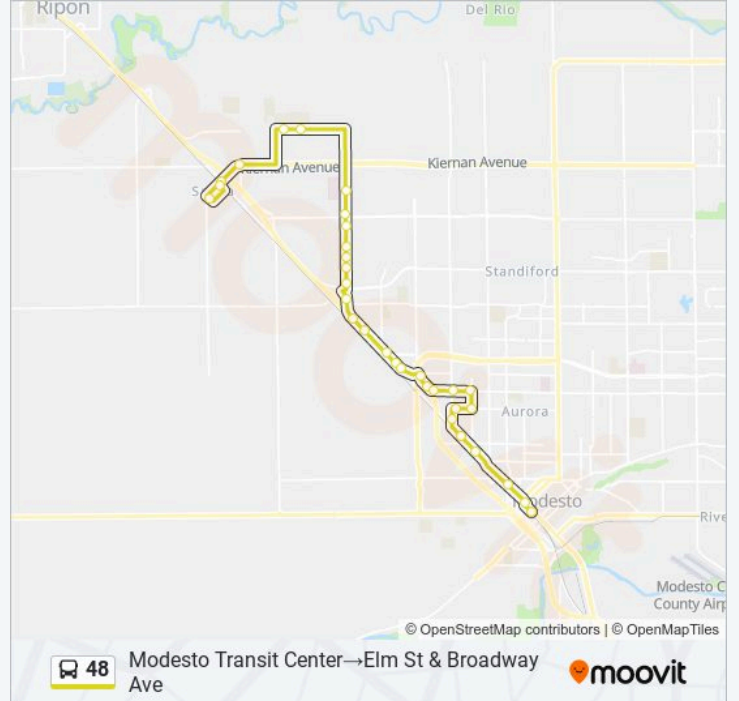 Ripon
Del Rio
Kiernan Avenue
Kiernan Avenue
Standiford
Aurora
Modesto
Modesto C
County Airp
© OpenStreetMap contributors | © OpenMapTiles
48
Modesto Transit Center→Elm St & Broadway
Ave
moovit